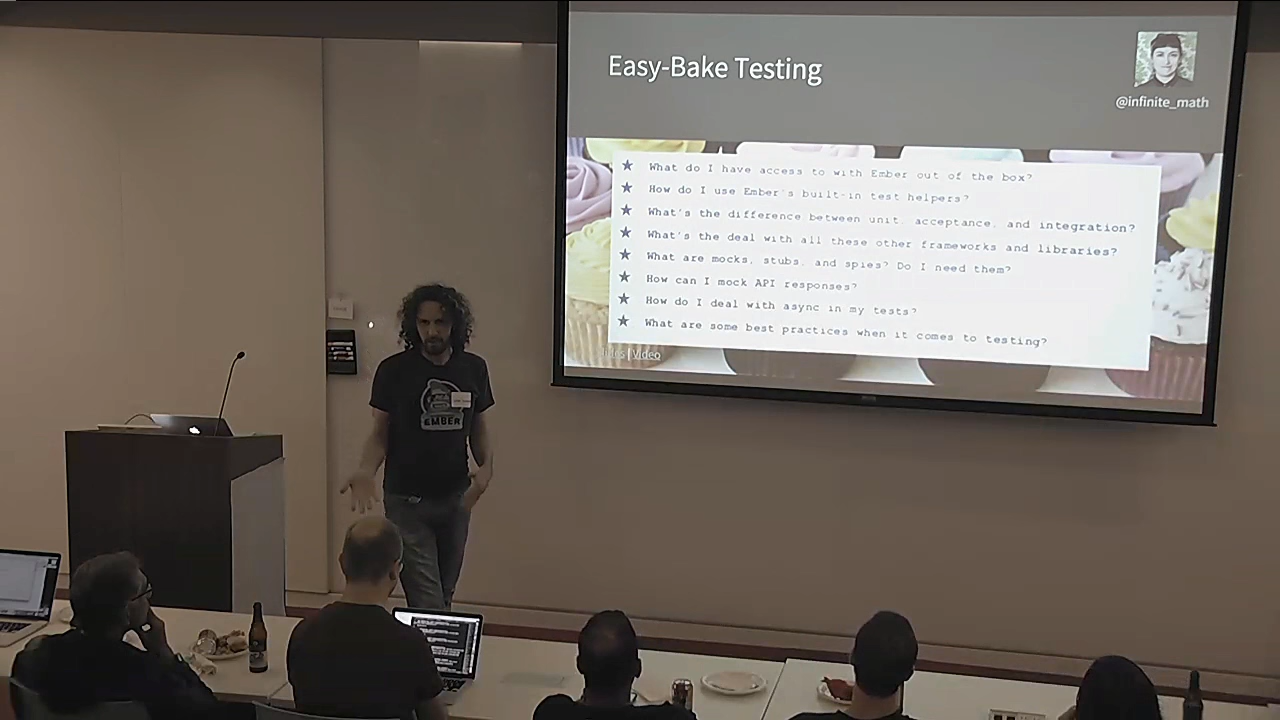 Easy-Bake Testing
@infinite_math
★ What do I have access to with Ember out of the box?
★ How do I use Ember's built-in test helpers?
★ What's the difference between unit, acceptance, and integration?
★ What's the deal with all these other frameworks and libraries?
★ What are mocks, stubs, and spies? Do I need them?
★ How can I mock API responses?
★ How do I deal with async in my tests?
★ What are some best practices when it comes to testing?
| Video
EMBER